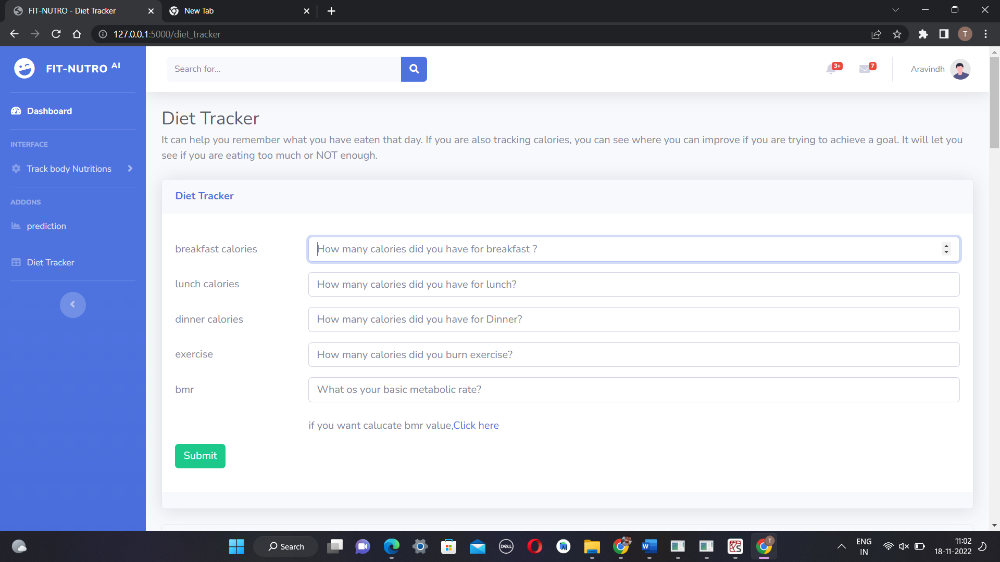 FIT-NUTRO - Diet Tracker
New Tab
127.0.0.1:5000/diet_tracker
T
FIT-NUTRO AI
Search for...
3+
7
Aravindh
Dashboard
INTERFACE
Track body Nutritions
ADDONS
prediction
Diet Tracker
Diet Tracker
It can help you remember what you have eaten that day. If you are also tracking calories, you can see where you can improve if you are trying to achieve a goal. It will let you
see if you are eating too much or NOT enough.
Diet Tracker
breakfast calories
How many calories did you have for breakfast ?
lunch calories
How many calories did you have for lunch?
dinner calories
How many calories did you have for Dinner?
exercise
How many calories did you burn exercise?
bmr
What os your basic metabolic rate?
if you want calucate bmr value,Click here
Submit
Search
DELL
W
T
ENG
IN
11:02
18-11-2022